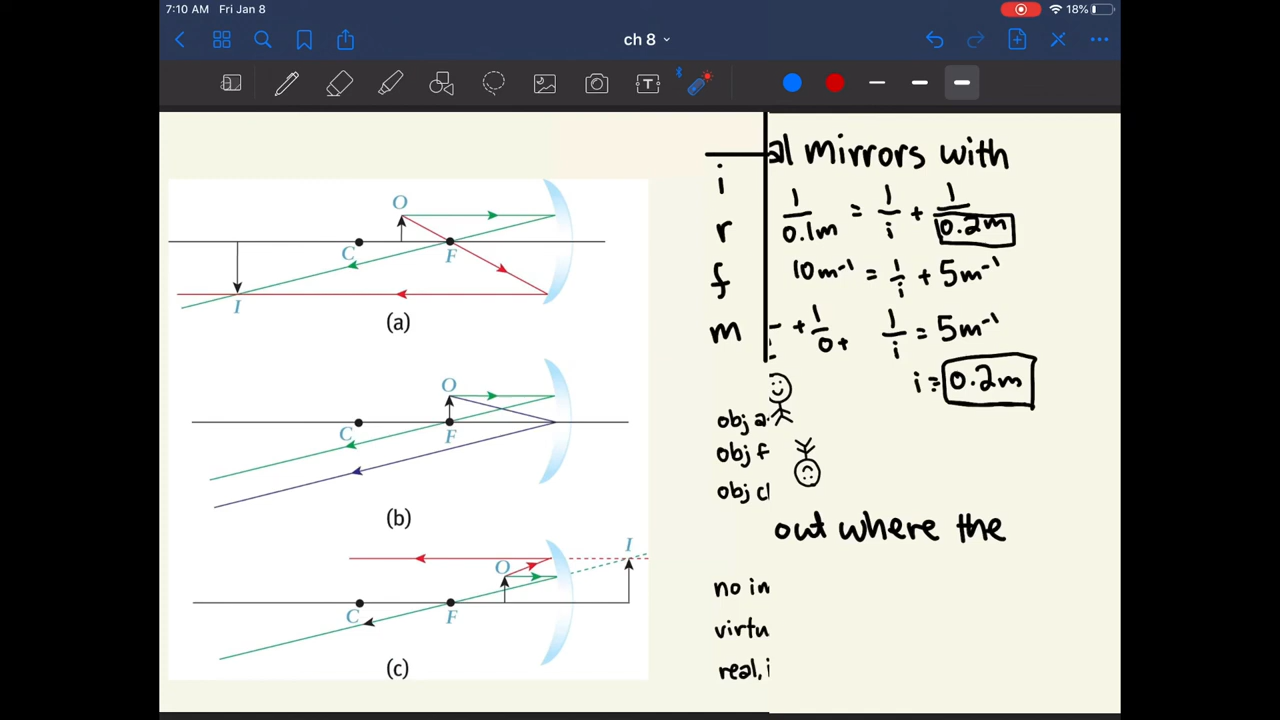 7:10 AM Fri Jan 8
18%
ch 8
T
O
C
F
I
(a)
O
C
F
(b)
I
O
C
F
(c)
i
r
f
m
obj a
obj f
obj cl
no in
virtu
real, i
al mirrors with
1/0.1m = 1/i + 1/0.2m
10m⁻¹ = 1/i + 5m⁻¹
+ 1/o+
1/i = 5m⁻¹
i = 0.2m
out where the